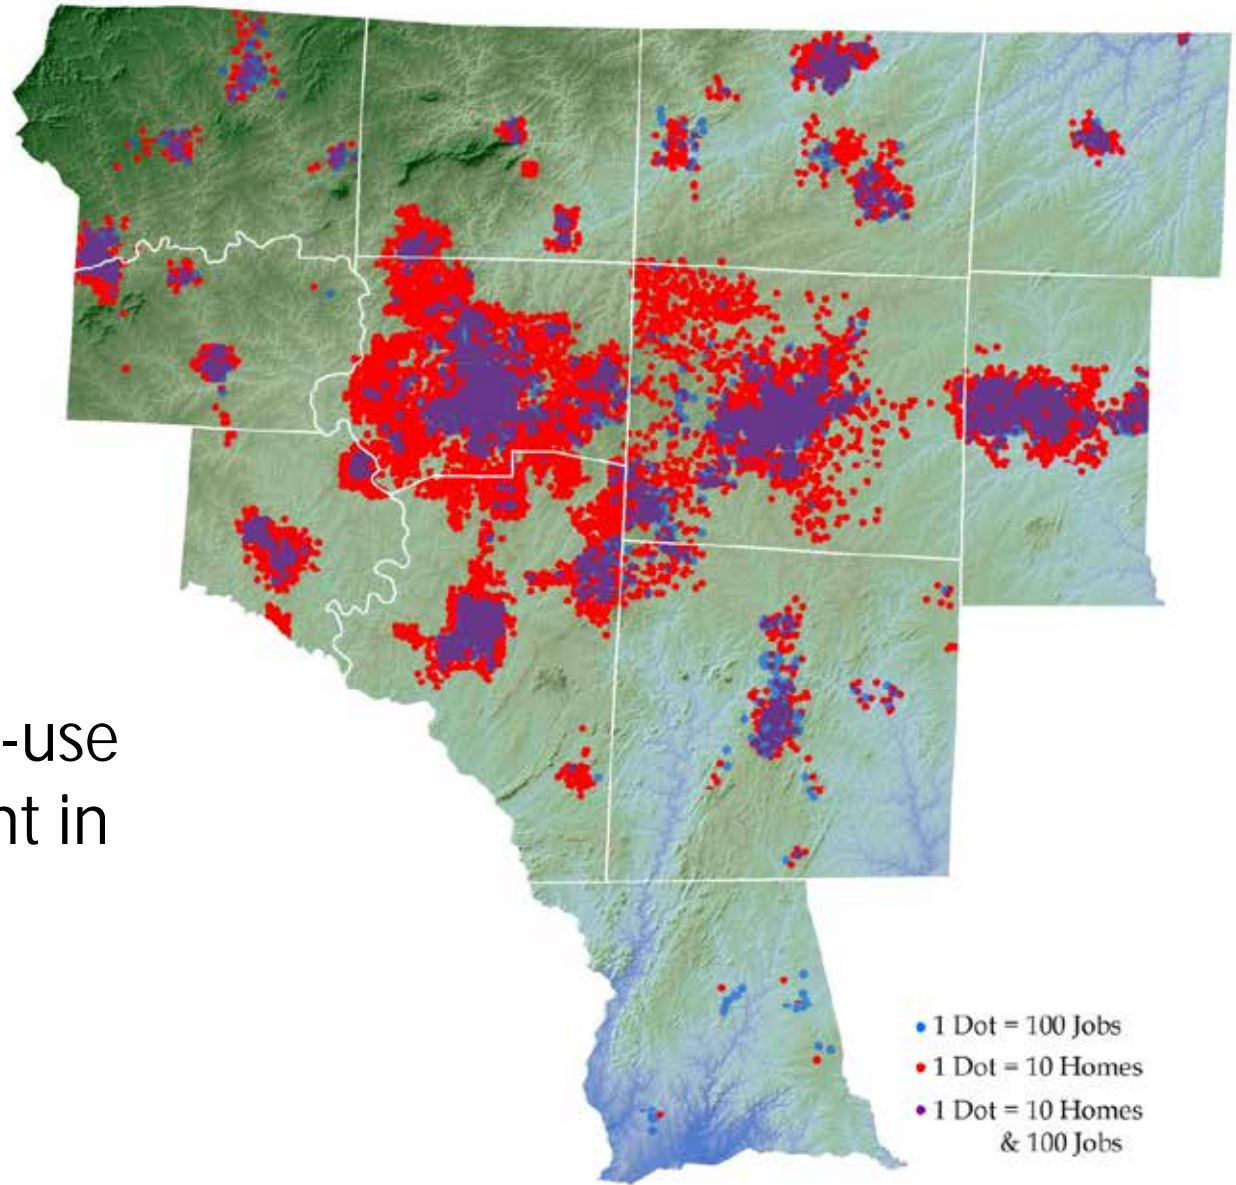 -use
nt in
1 Dot = 100 Jobs
1 Dot = 10 Homes
1 Dot = 10 Homes
& 100 Jobs